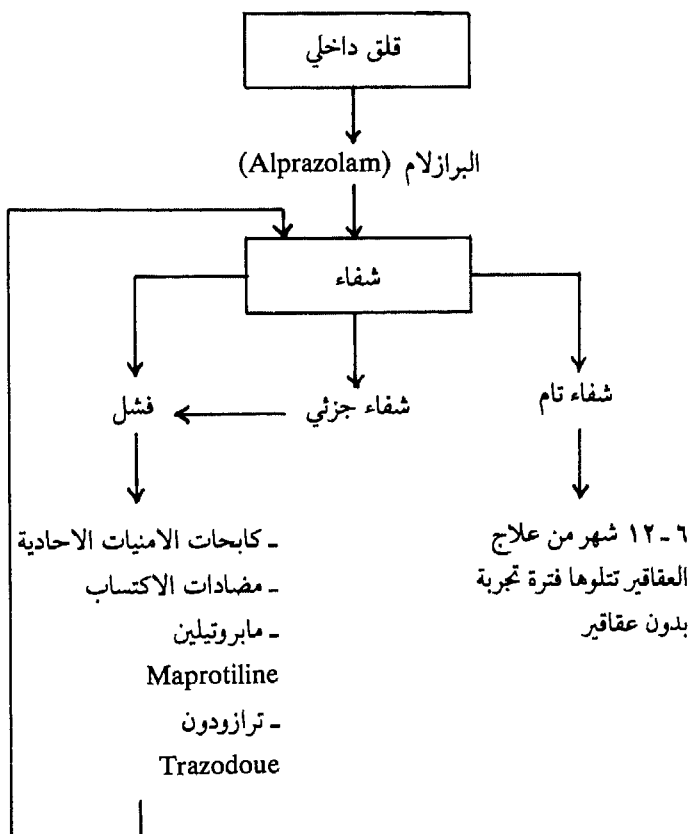 قلق داخلي
البرازلام (Alprazolam)
شفاء
شفاء تام
شفاء جزئي
فشل
٦ - ١٢ شهر من علاج
العقاقير تتلوها فترة تجربة
بدون عقاقير
- كابحات الامنيات الاحادية
- مضادات الاكتساب
- مابروتيلين
Maprotiline
- ترازودون
Trazodoue